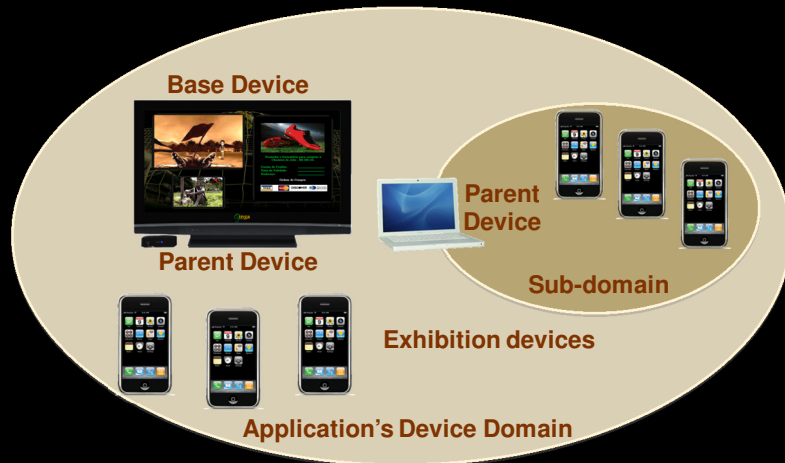 Base Device
Parent Device
Parent
Device
Sub-domain
Exhibition devices
Application's Device Domain